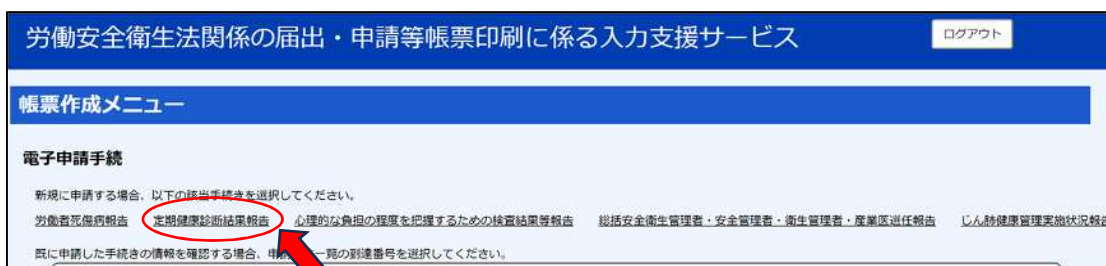 労働安全衛生法関係の届出・申請等帳票印刷に係る入力支援サービス
ログアウト
帳票作成メニュー
電子申請手続
新規に申請する場合、以下の該当手続きを選択してください。
労働者死傷病報告 定期健康診断結果報告 心理的な負担の程度を把握するための検査結果等報告 総括安全衛生管理者・安全管理者・衛生管理者・産業医選任報告 じん肺健康管理実施状況報告
既に申請した手続きの情報を確認する場合、申 一覧の到達番号を選択してください。